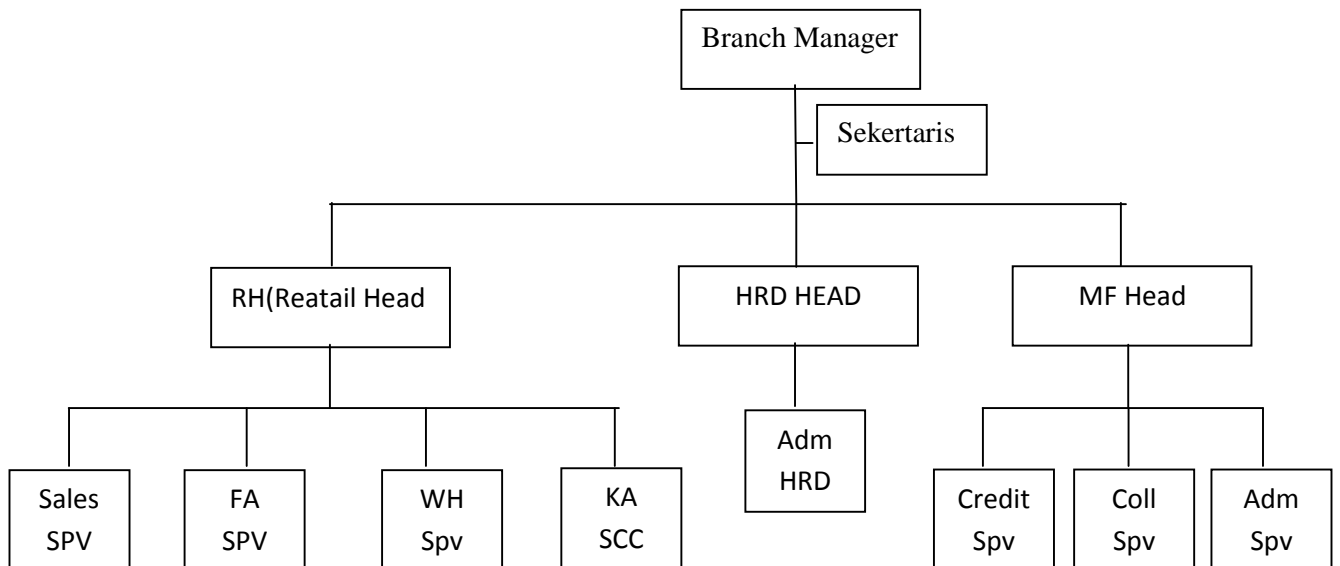 Branch Manager
Sekertaris
RH(Reatail Head
HRD HEAD
MF Head
Adm
HRD
Sales
SPV
FA
SPV
WH
Spv
KA
SCC
Credit
Spv
Coll
Spv
Adm
Spv